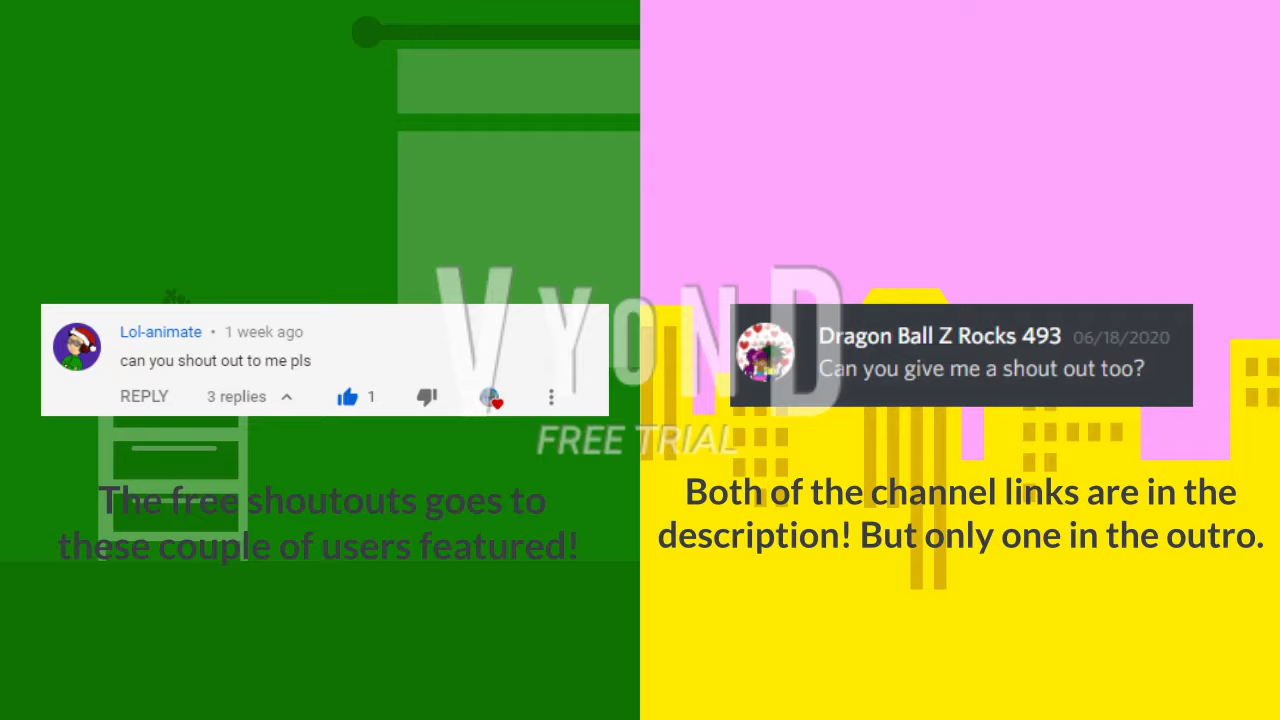 Lol-animate • 1 week ago
can you shout out to me pls
REPLY 3 replies 1
The free shoutouts goes to
these couple of users featured!
VYOND
FREE TRIAL
Dragon Ball Z Rocks 493 06/18/2020
Can you give me a shout out too?
Both of the channel links are in the
description! But only one in the outro.